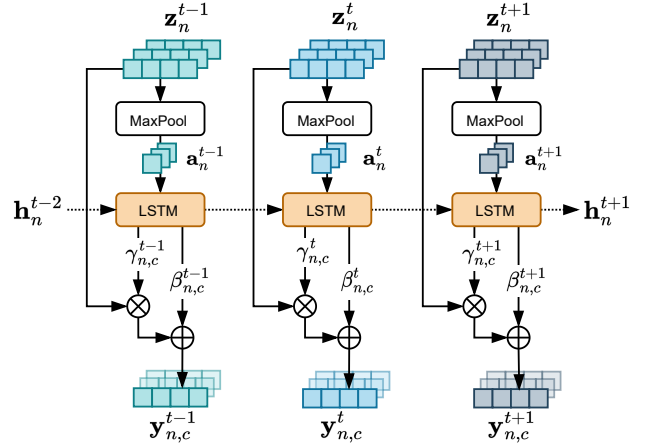 z_n^{t-1} z_n^t z_n^{t+1}
MaxPool MaxPool MaxPool
a_n^{t-1} a_n^t a_n^{t+1}
h_n^{t-2} LSTM LSTM LSTM h_n^{t+1}
γ_{n,c}^{t-1} γ_{n,c}^t γ_{n,c}^{t+1}
β_{n,c}^{t-1} β_{n,c}^t β_{n,c}^{t+1}
y_{n,c}^{t-1} y_{n,c}^t y_{n,c}^{t+1}